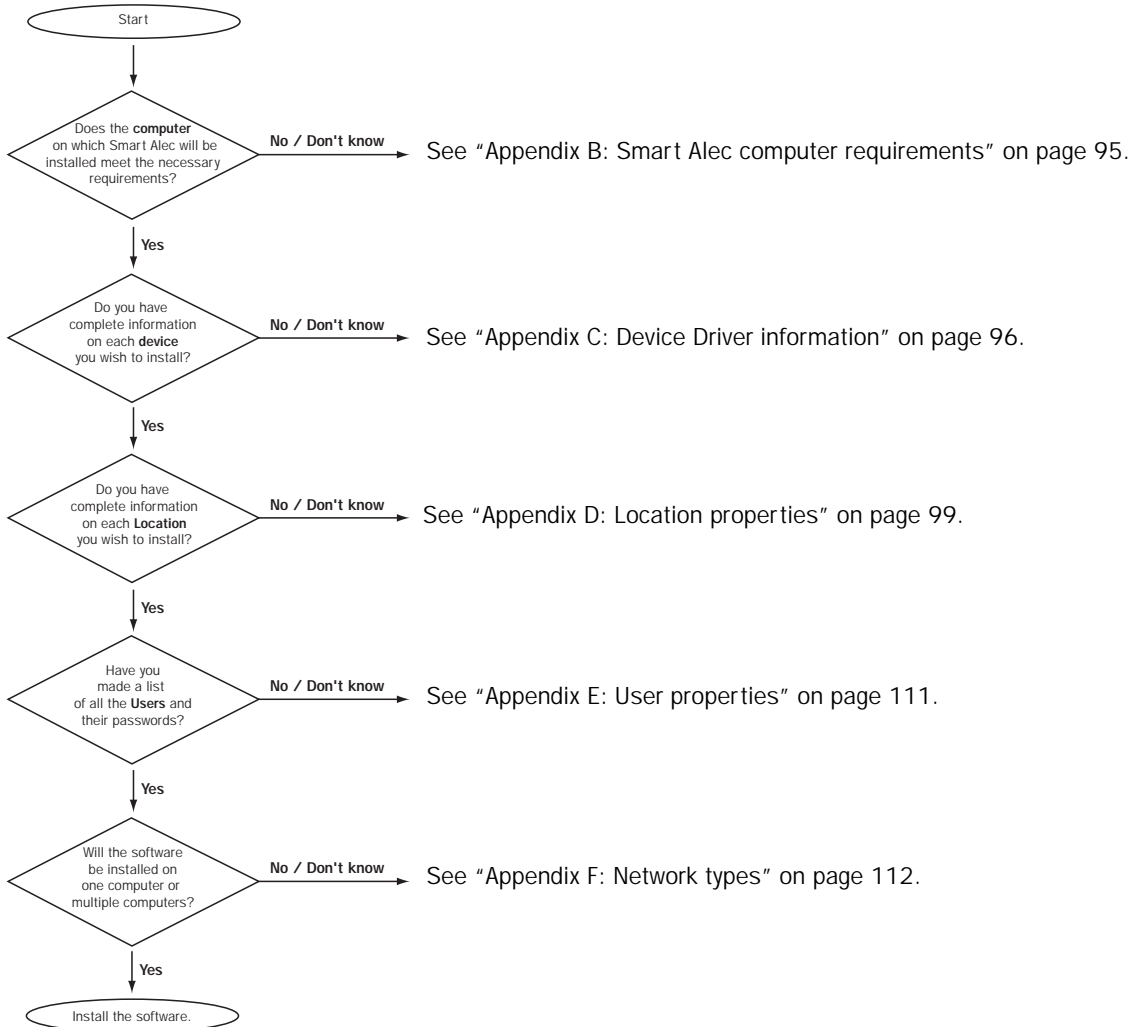 Start
Does the computer
on which Smart Alec will be
installed meet the necessary
requirements?
No / Don't know
See “Appendix B: Smart Alec computer requirements” on page 95.
Yes
Do you have
complete information
on each device
you wish to install?
No / Don't know
See “Appendix C: Device Driver information” on page 96.
Yes
Do you have
complete information
on each Location
you wish to install?
No / Don't know
See “Appendix D: Location properties” on page 99.
Yes
Have you
made a list
of all the Users and
their passwords?
No / Don't know
See “Appendix E: User properties” on page 111.
Yes
Will the software
be installed on
one computer or
multiple computers?
No / Don't know
See “Appendix F: Network types” on page 112.
Yes
Install the software.